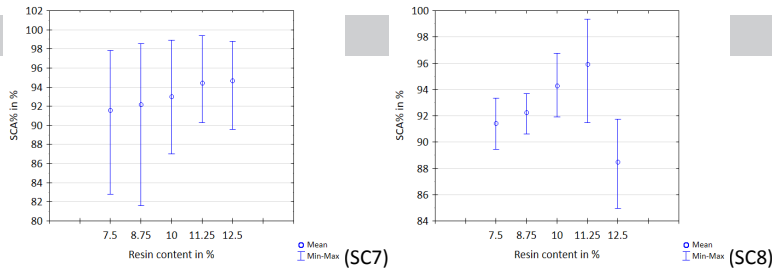 102
100
98
96
94
92
90
88
86
84
82
80
SCA% in %
7.5 8.75 10 11.25 12.5
Resin content in %
Mean
Min-Max
(SC7)
100
98
96
94
92
90
88
86
84
SCA% in %
7.5 8.75 10 11.25 12.5
Resin content in %
Mean
Min-Max
(SC8)